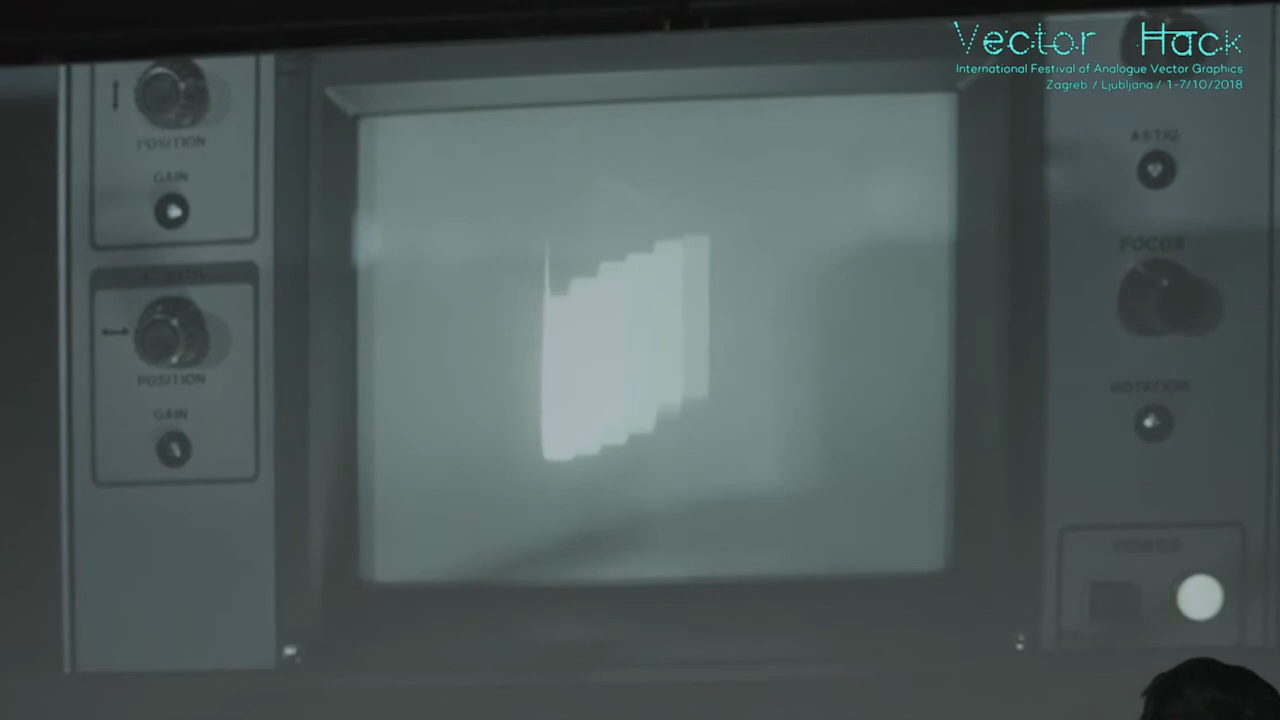 Vector Hack
International Festival of Analogue Vector Graphics
Zagreb / Ljubljana / 1-7/10/2018
POSITION
GAIN
POSITION
GAIN
ASTIG
FOCUS
ROTATION
POWER